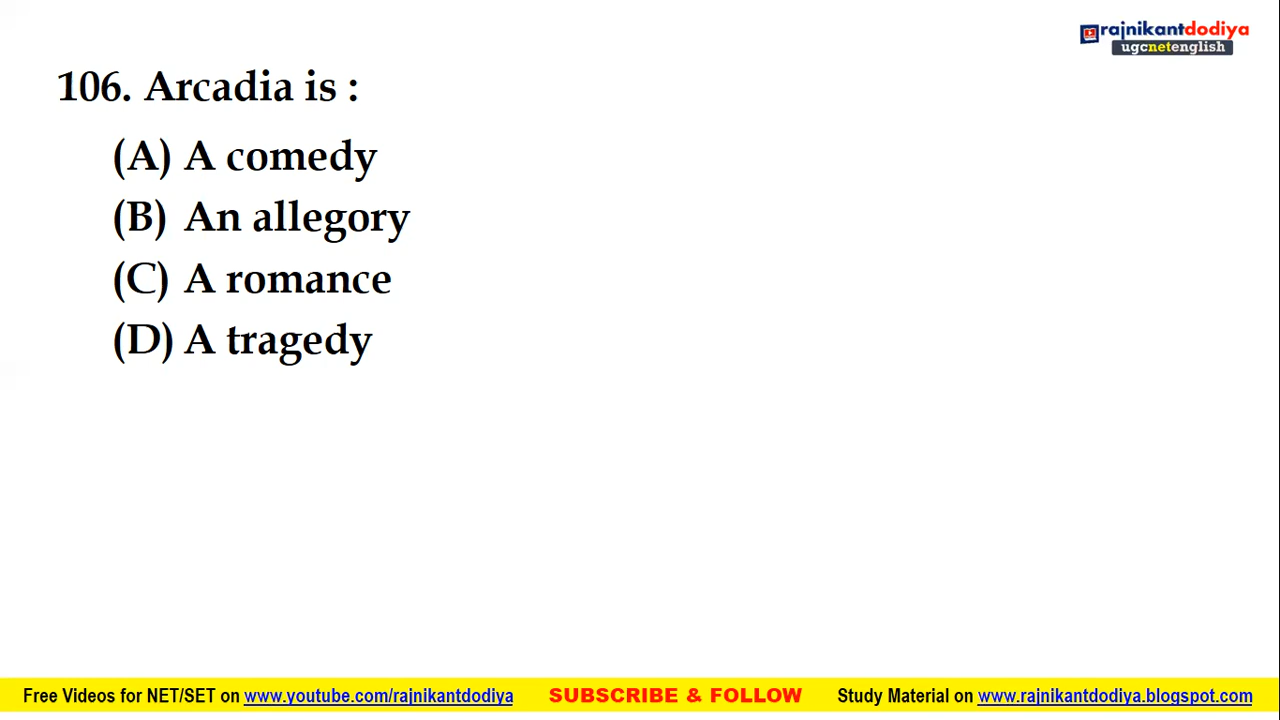 rajnikantdodiya
ugcnetenglish
106. Arcadia is :
(A) A comedy
(B) An allegory
(C) A romance
(D) A tragedy
Free Videos for NET/SET on www.youtube.com/rajnikantdodiya SUBSCRIBE & FOLLOW Study Material on www.rajnikantdodiya.blogspot.com